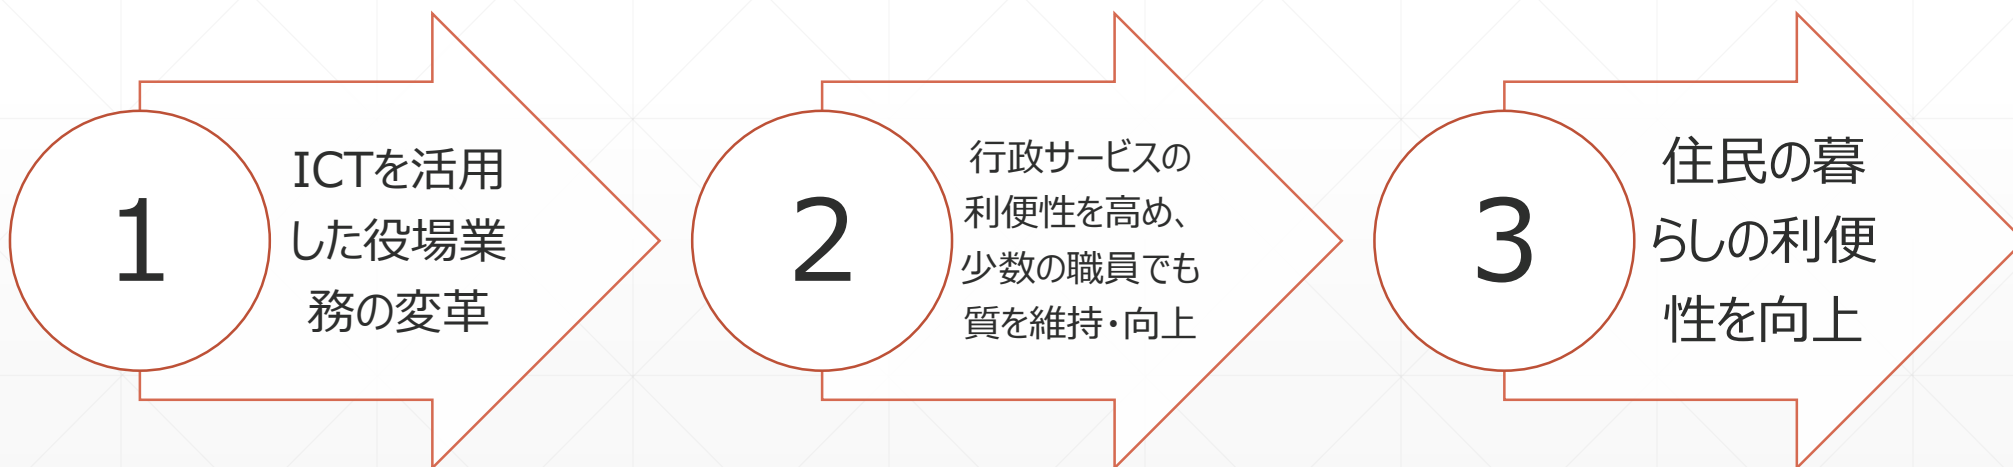 1
ICTを活用
した役場業
務の変革
2
行政サービスの
利便性を高め、
少数の職員でも
質を維持・向上
3
住民の暮
らしの利便
性を向上